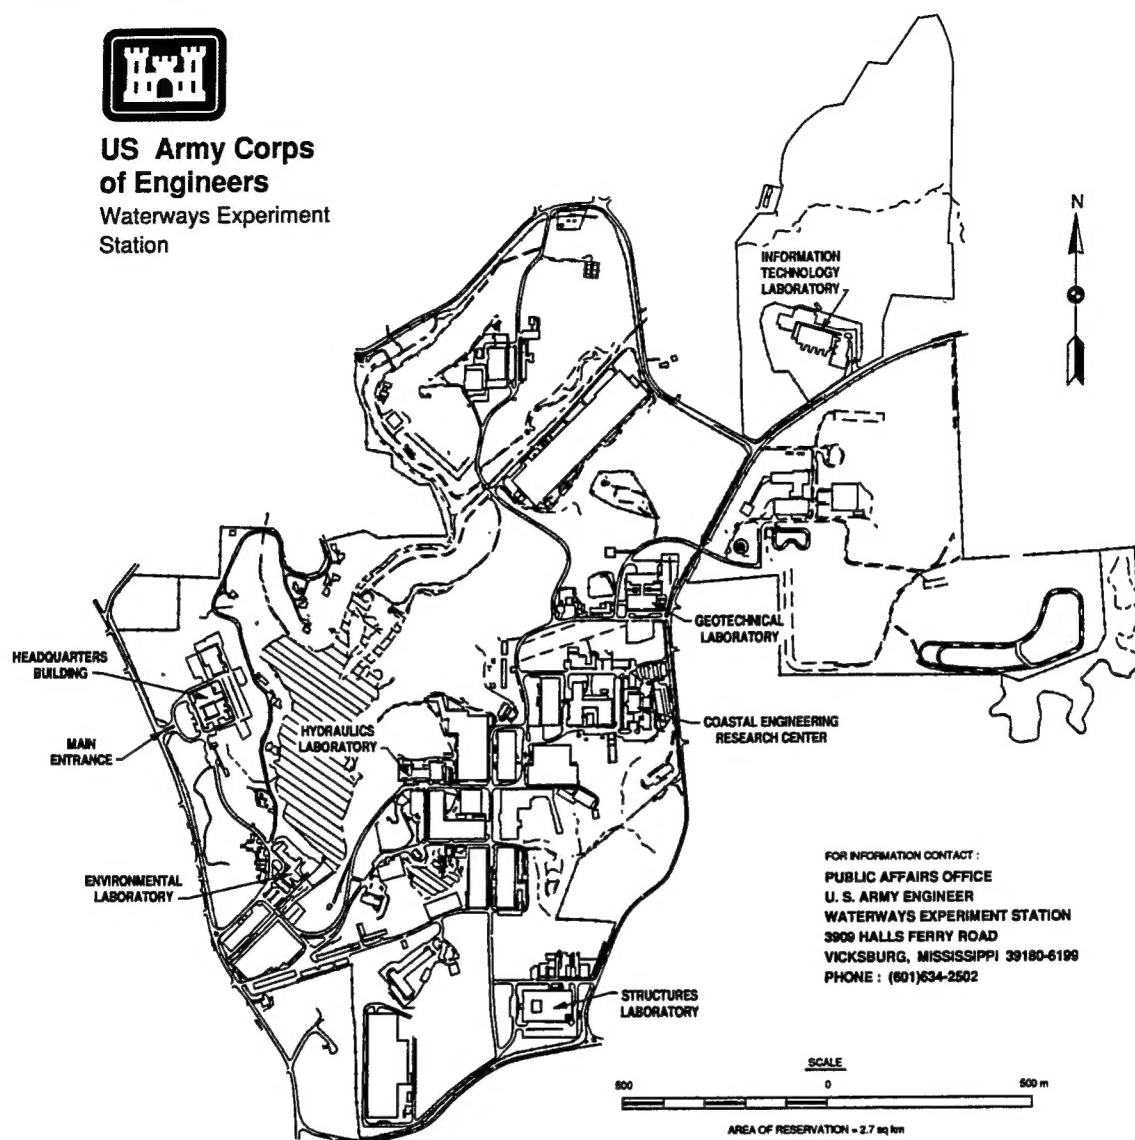 US Army Corps
of Engineers
Waterways Experiment
Station
N
INFORMATION
TECHNOLOGY
LABORATORY
GEOTECHNICAL
LABORATORY
HEADQUARTERS
BUILDING
HYDRAULICS
LABORATORY
COASTAL ENGINEERING
RESEARCH CENTER
MAIN
ENTRANCE
ENVIRONMENTAL
LABORATORY
FOR INFORMATION CONTACT :
PUBLIC AFFAIRS OFFICE
U. S. ARMY ENGINEER
WATERWAYS EXPERIMENT STATION
3909 HALLS FERRY ROAD
VICKSBURG, MISSISSIPPI 39180-6199
PHONE : (601)634-2502
STRUCTURES
LABORATORY
SCALE
500 0 500 m
AREA OF RESERVATION = 2.7 sq km